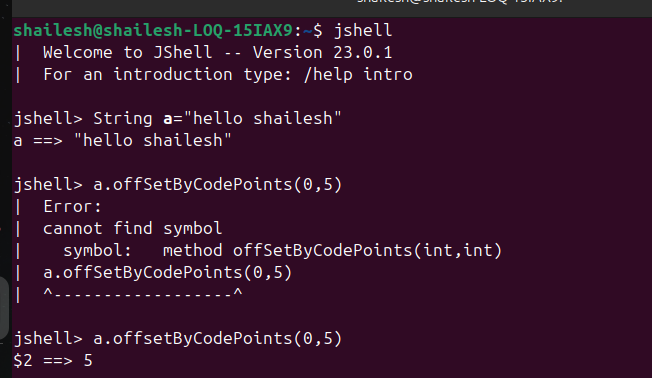 shailesh@shailesh-LOQ-15IAX9:~$ jshell
|  Welcome to JShell -- Version 23.0.1
|  For an introduction type: /help intro

jshell> String a="hello shailesh"
a ==> "hello shailesh"

jshell> a.offSetByCodePoints(0,5)
|  Error:
|  cannot find symbol
|    symbol:   method offSetByCodePoints(int,int)
|  a.offSetByCodePoints(0,5)
|  ^------------------^

jshell> a.offsetByCodePoints(0,5)
$2 ==> 5